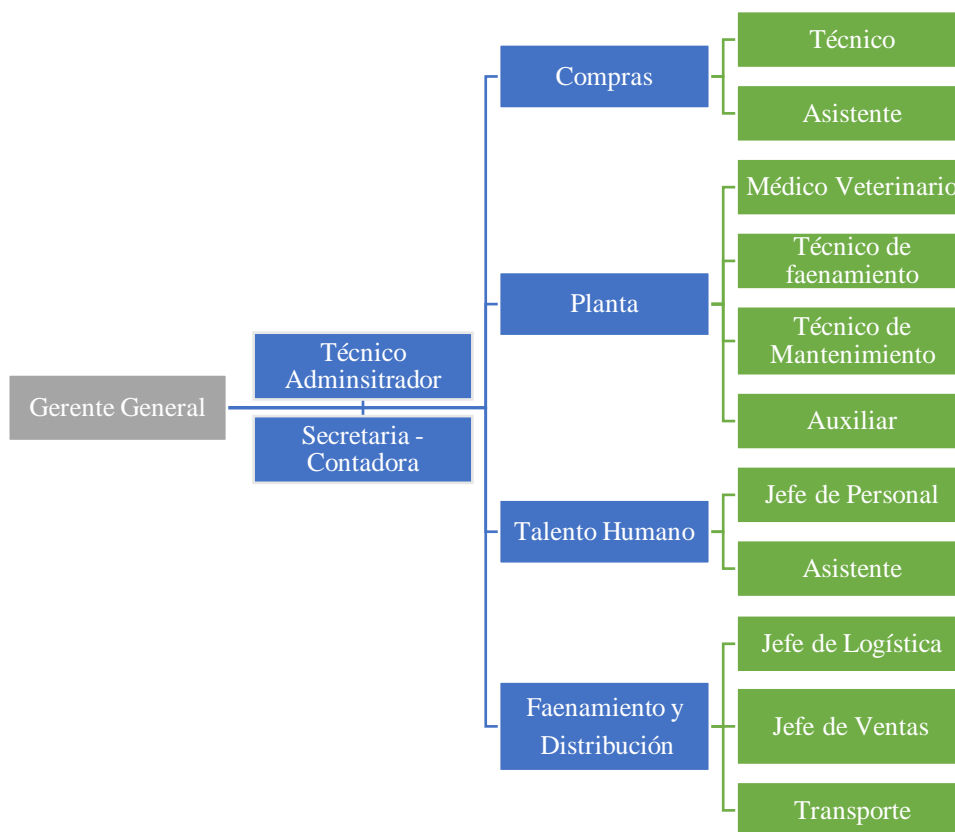 Gerente General
Técnico
Adminsitrador
Secretaria -
Contadora
Compras
Técnico
Asistente
Planta
Médico Veterinario
Técnico de
faenamiento
Técnico de
Mantenimiento
Auxiliar
Talento Humano
Jefe de Personal
Asistente
Faenamiento y
Distribución
Jefe de Logística
Jefe de Ventas
Transporte